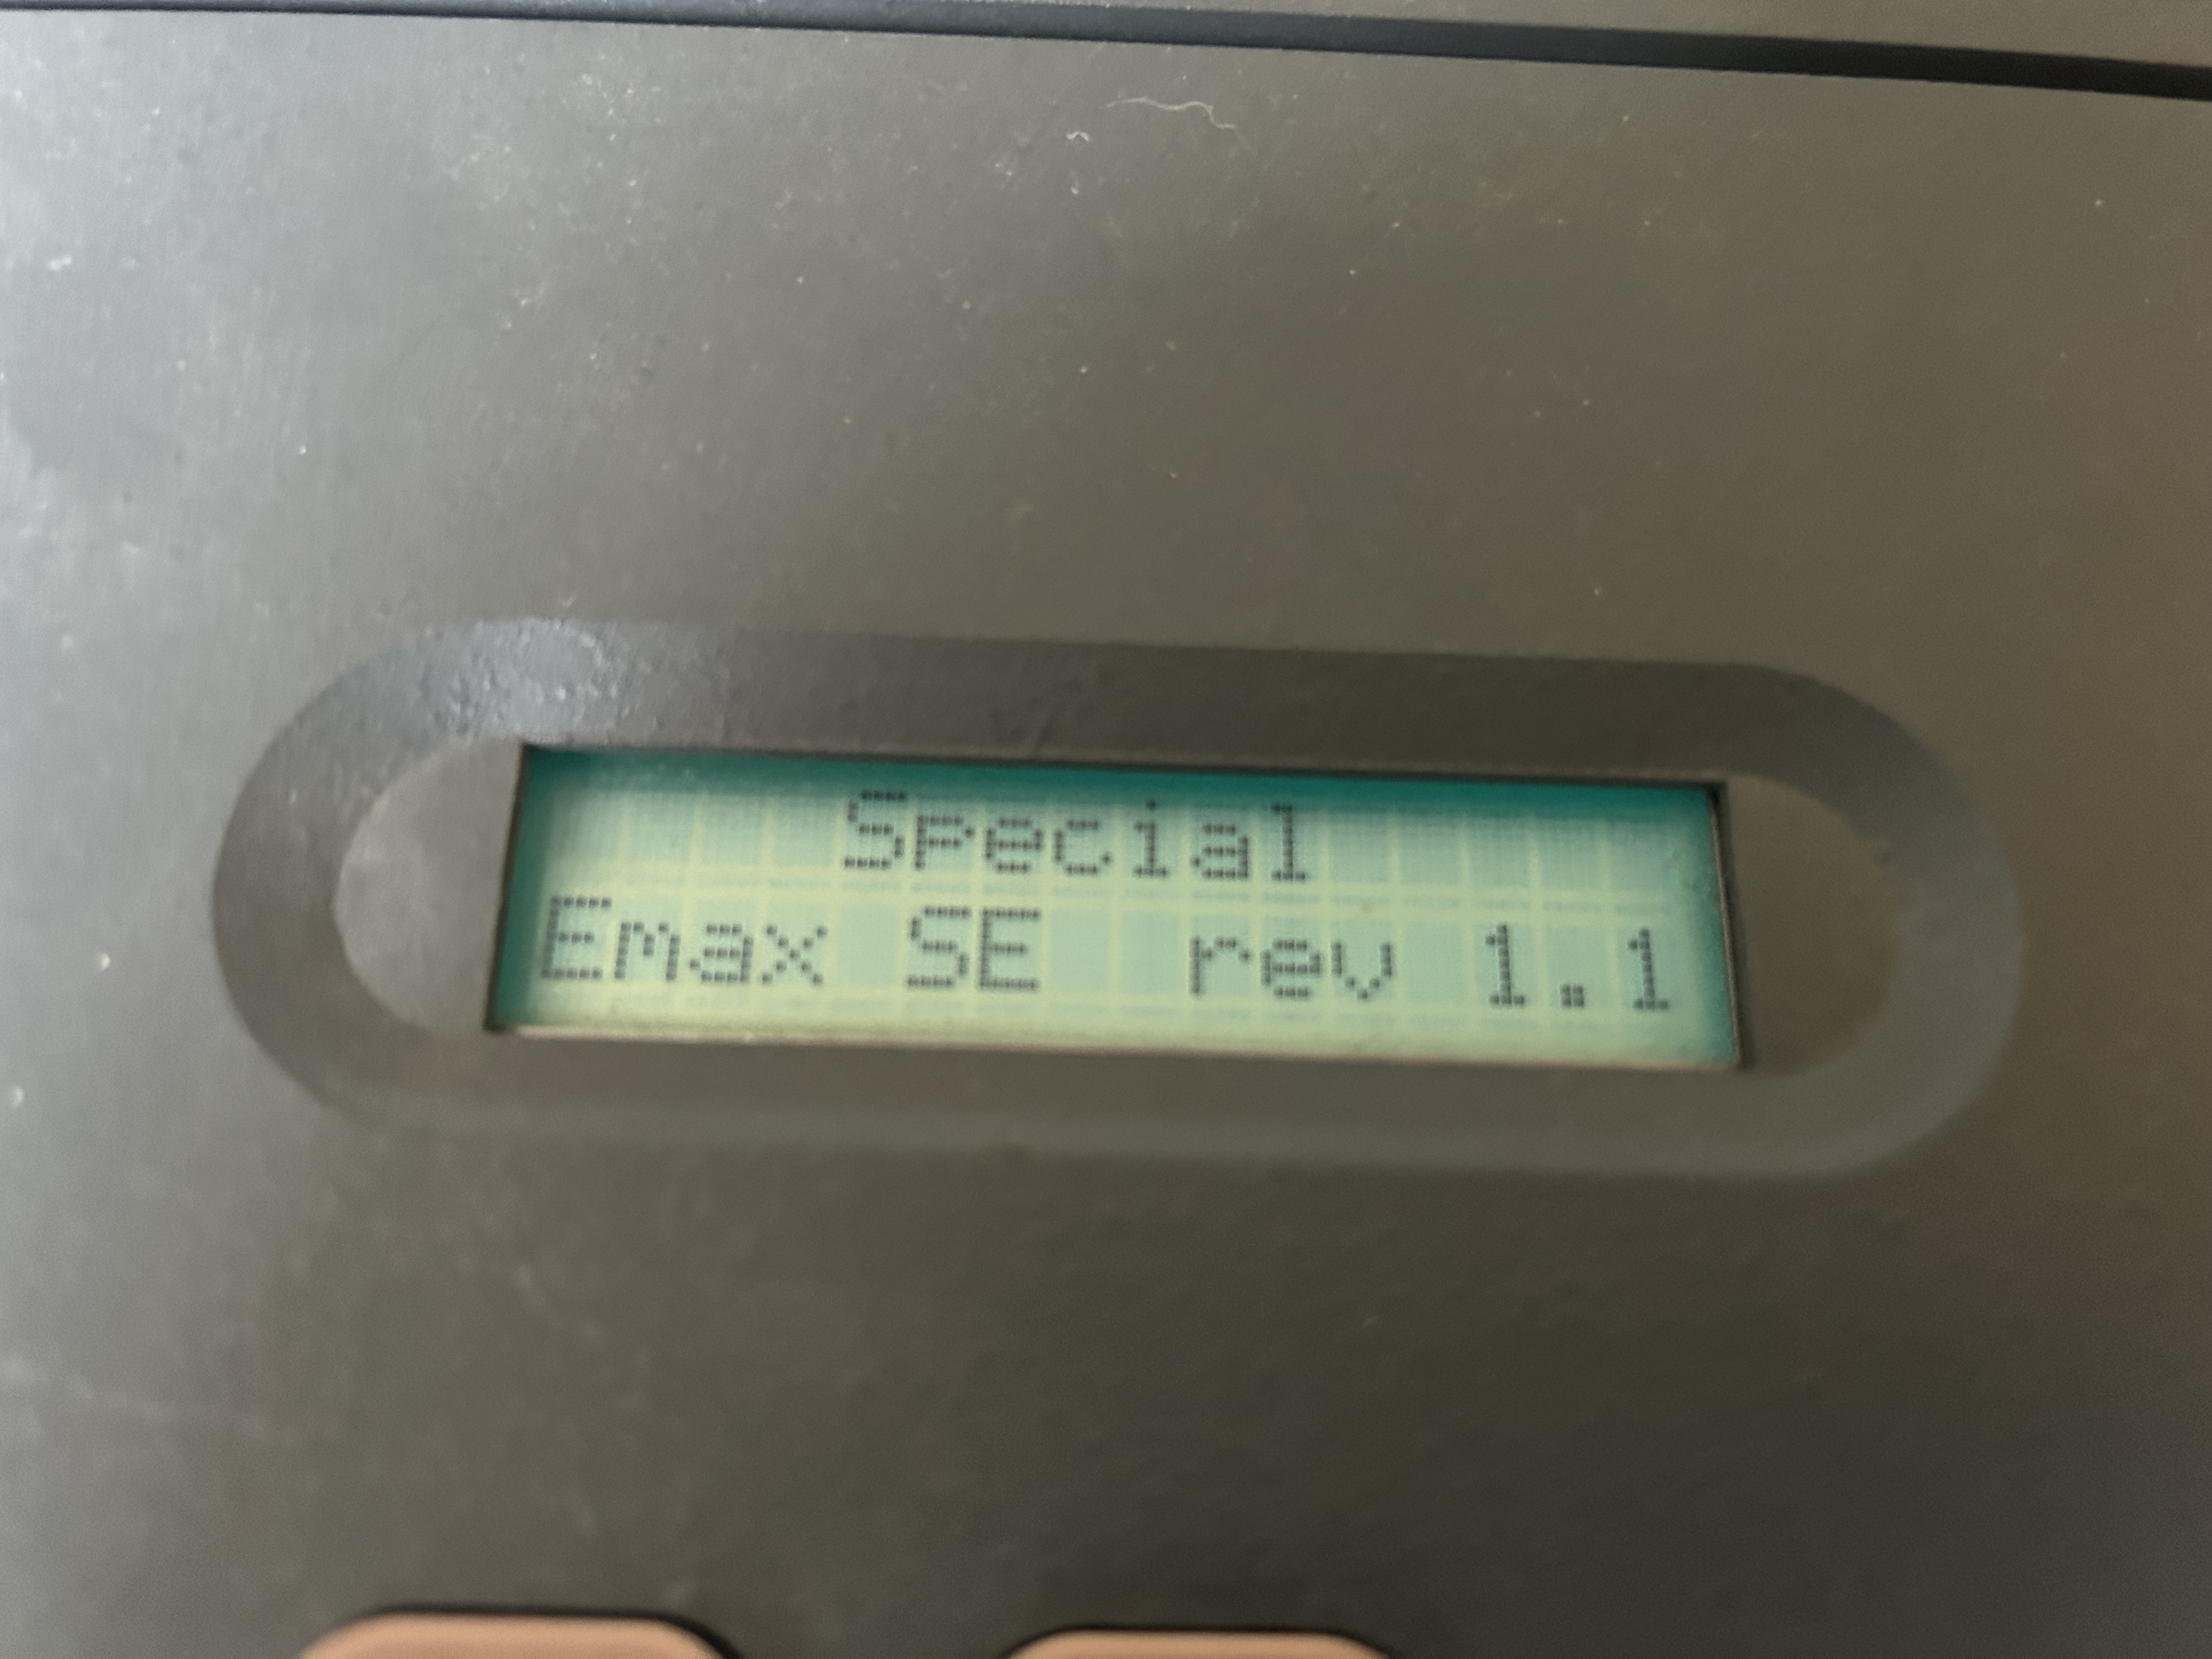 Special
Emax SE  rev 1.1